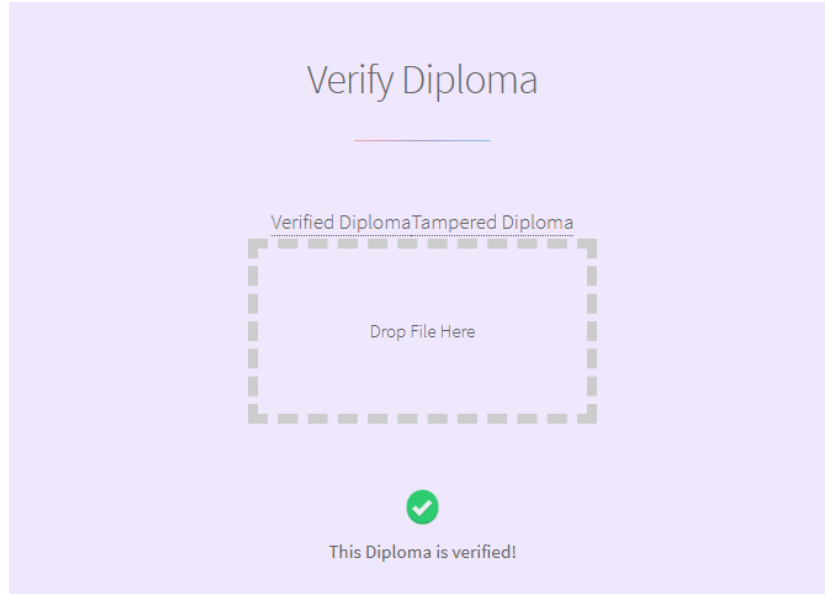 Verify Diploma
Verified DiplomaTampered Diploma
Drop File Here
This Diploma is verified!